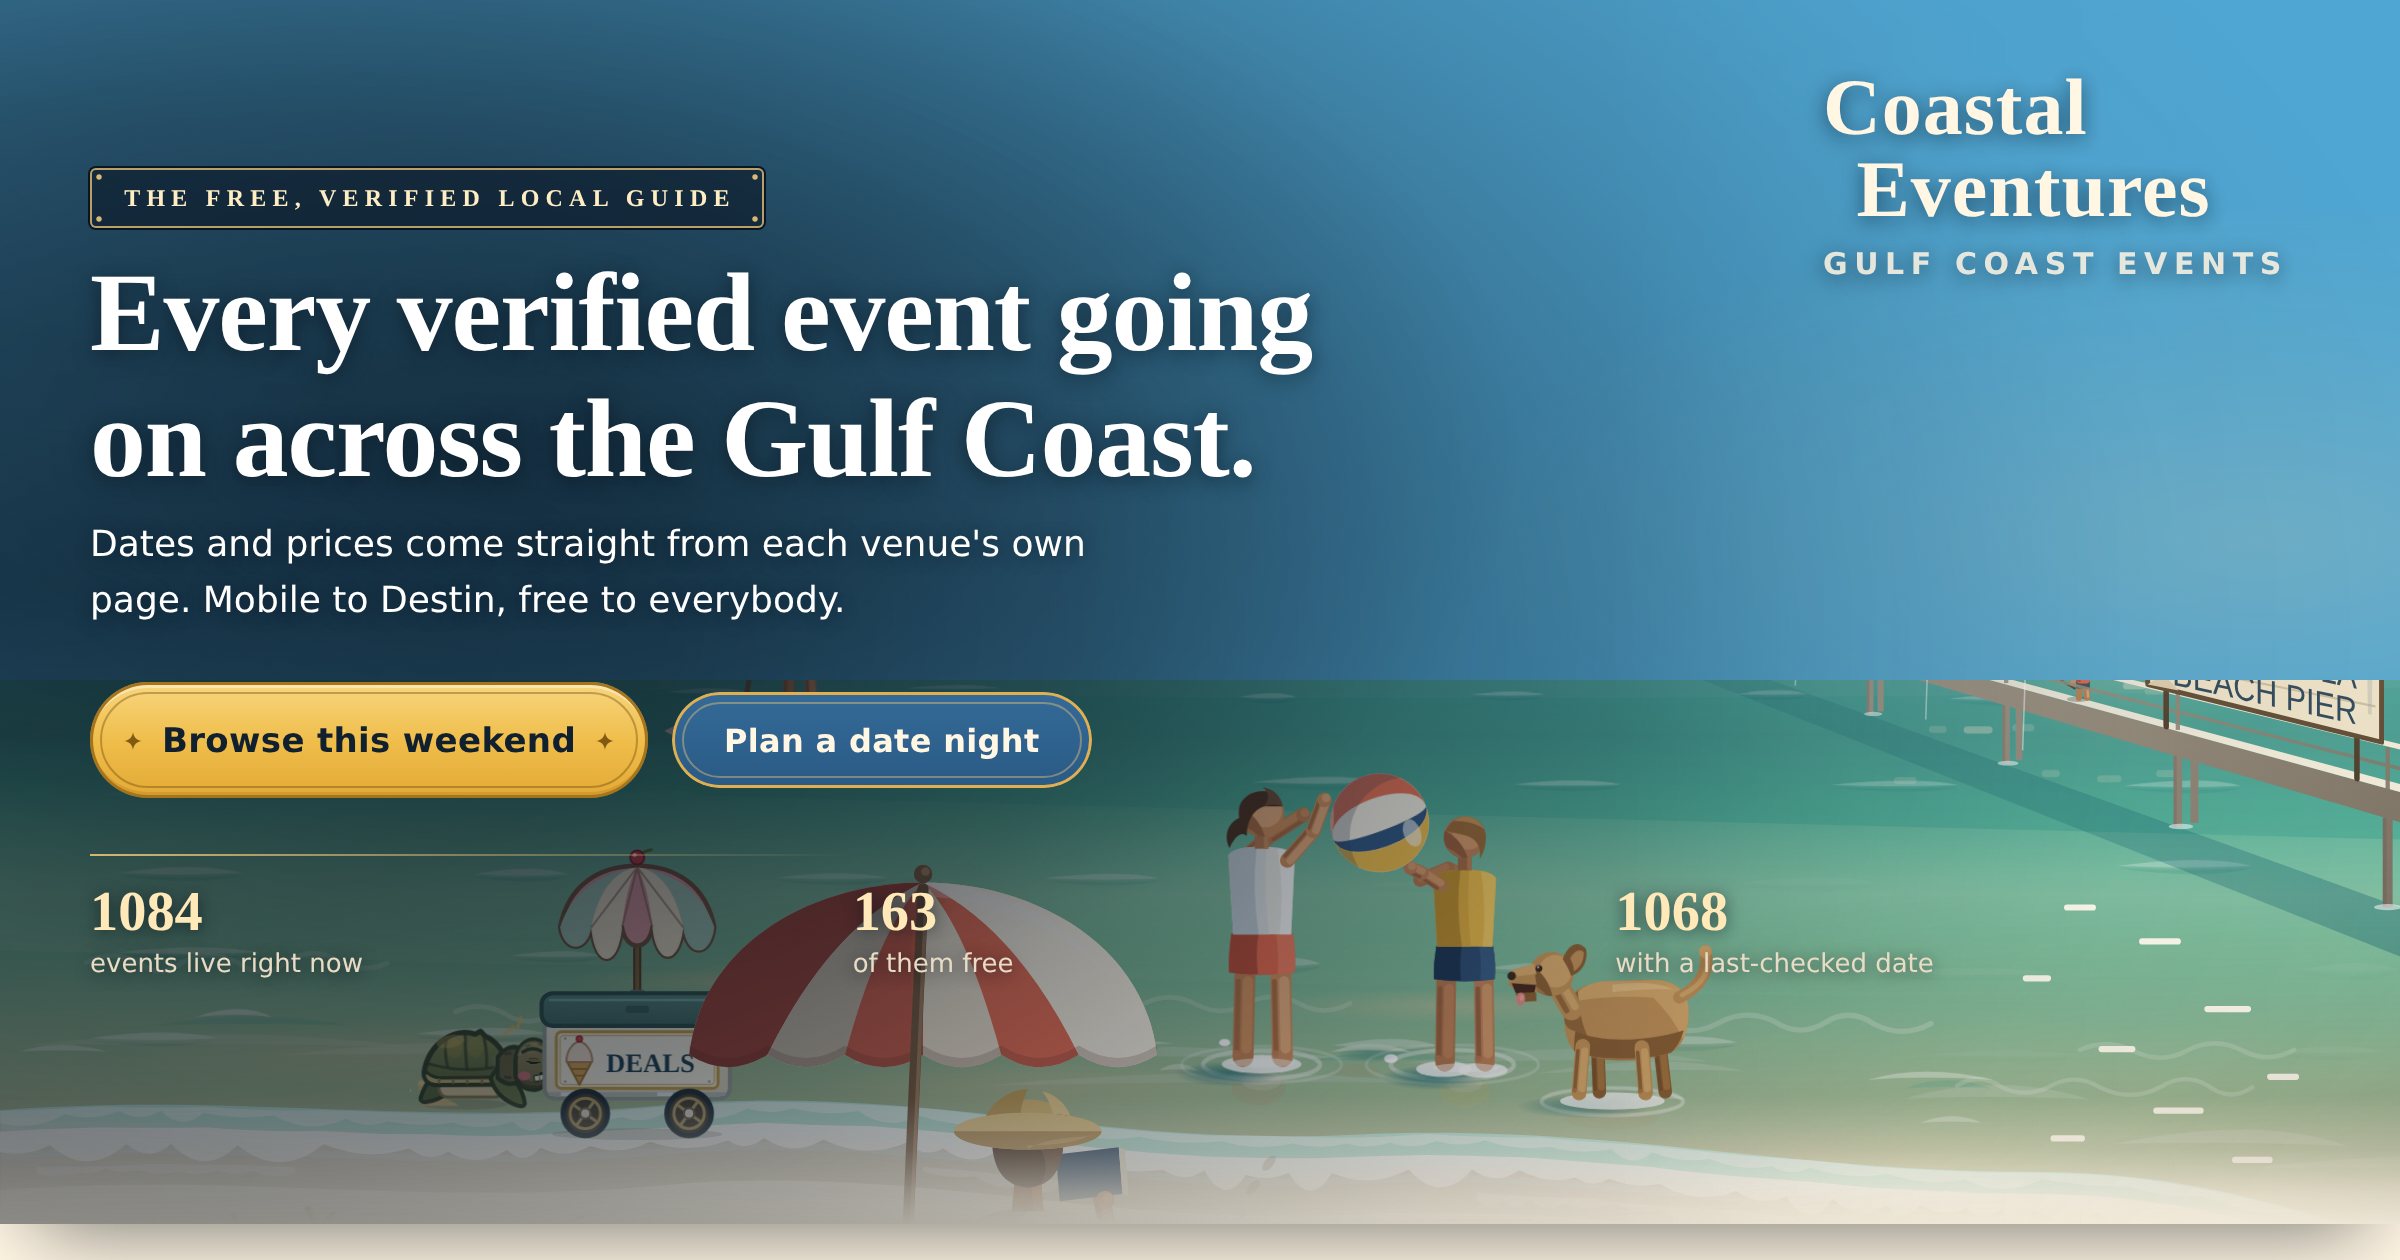 Coastal
Eventures
GULF COAST EVENTS
THE FREE, VERIFIED LOCAL GUIDE
Every verified event going
on across the Gulf Coast.
Dates and prices come straight from each venue's own
page. Mobile to Destin, free to everybody.
Browse this weekend
Plan a date night
BEACH PIER
1084
events live right now
163
of them free
1068
with a last-checked date
DEALS